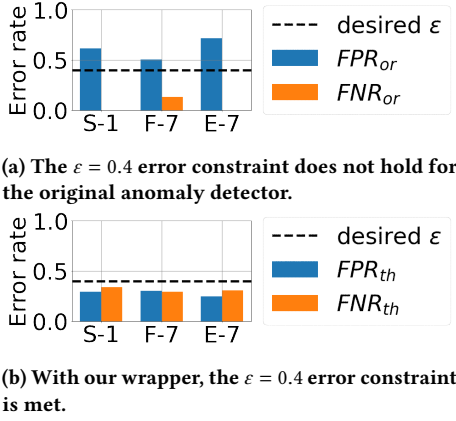 Error rate
1.0
0.5
0.0
S-1 F-7 E-7
desired ε
FPR_or
FNR_or
(a) The ε = 0.4 error constraint does not hold for
the original anomaly detector.
Error rate
1.0
0.5
0.0
S-1 F-7 E-7
desired ε
FPR_th
FNR_th
(b) With our wrapper, the ε = 0.4 error constraint
is met.